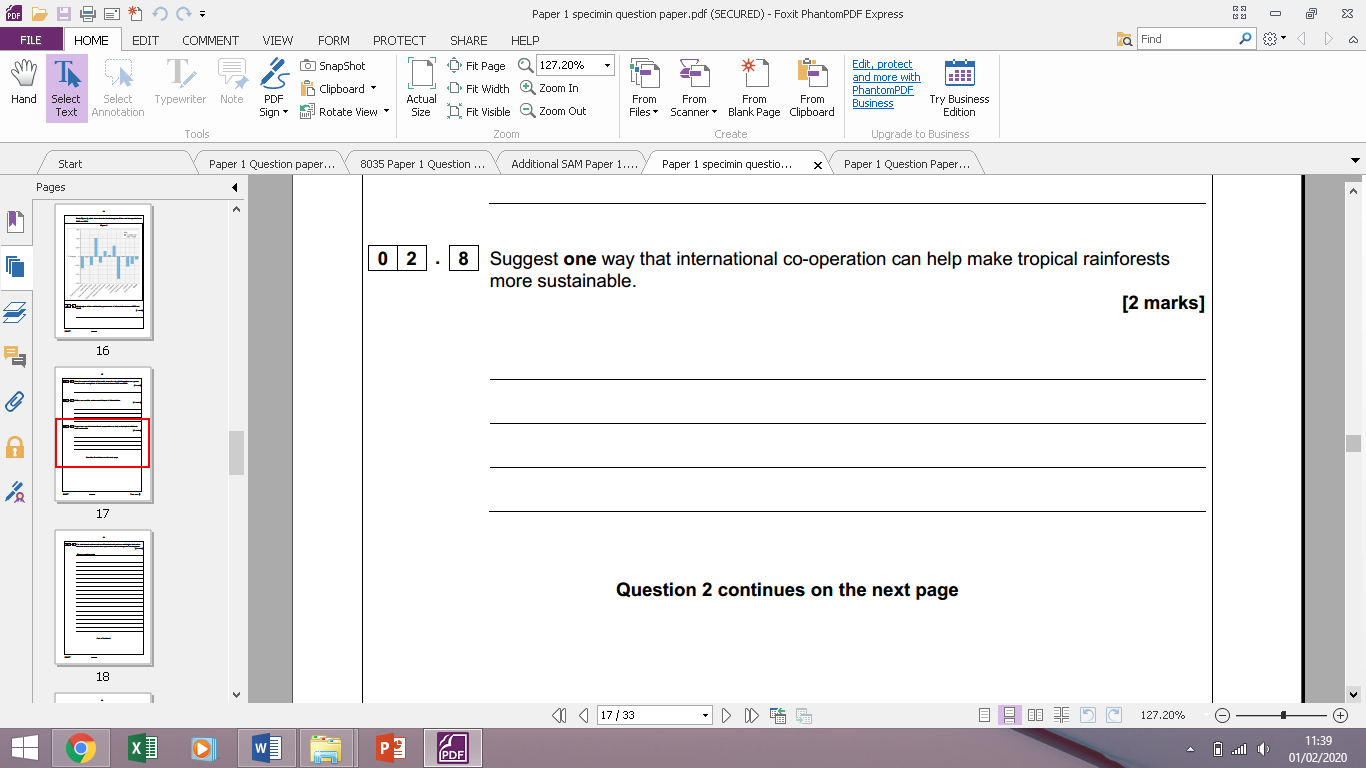 Paper 1 specimin question paper.pdf (SECURED) - Foxit PhantomPDF Express
FILE HOME EDIT COMMENT VIEW FORM PROTECT SHARE HELP
Find
Hand
Select Text
Select Annotation
Typewriter
Note
PDF Sign
SnapShot
Clipboard
Rotate View
Tools
Actual Size
Fit Page
Fit Width
Fit Visible
127.20%
Zoom In
Zoom Out
Zoom
From Files
From Scanner
From Blank Page
From Clipboard
Create
Edit, protect
and more with
PhantomPDF
Business
Try Business Edition
Upgrade to Business
Start
Paper 1 Question paper...
8035 Paper 1 Question ...
Additional SAM Paper 1....
Paper 1 specimin questio...
Paper 1 Question Paper...
Pages
16
17
18
0 2 . 8 Suggest one way that international co-operation can help make tropical rainforests
more sustainable.
[2 marks]
Question 2 continues on the next page
17 / 33
127.20%
11:39
01/02/2020